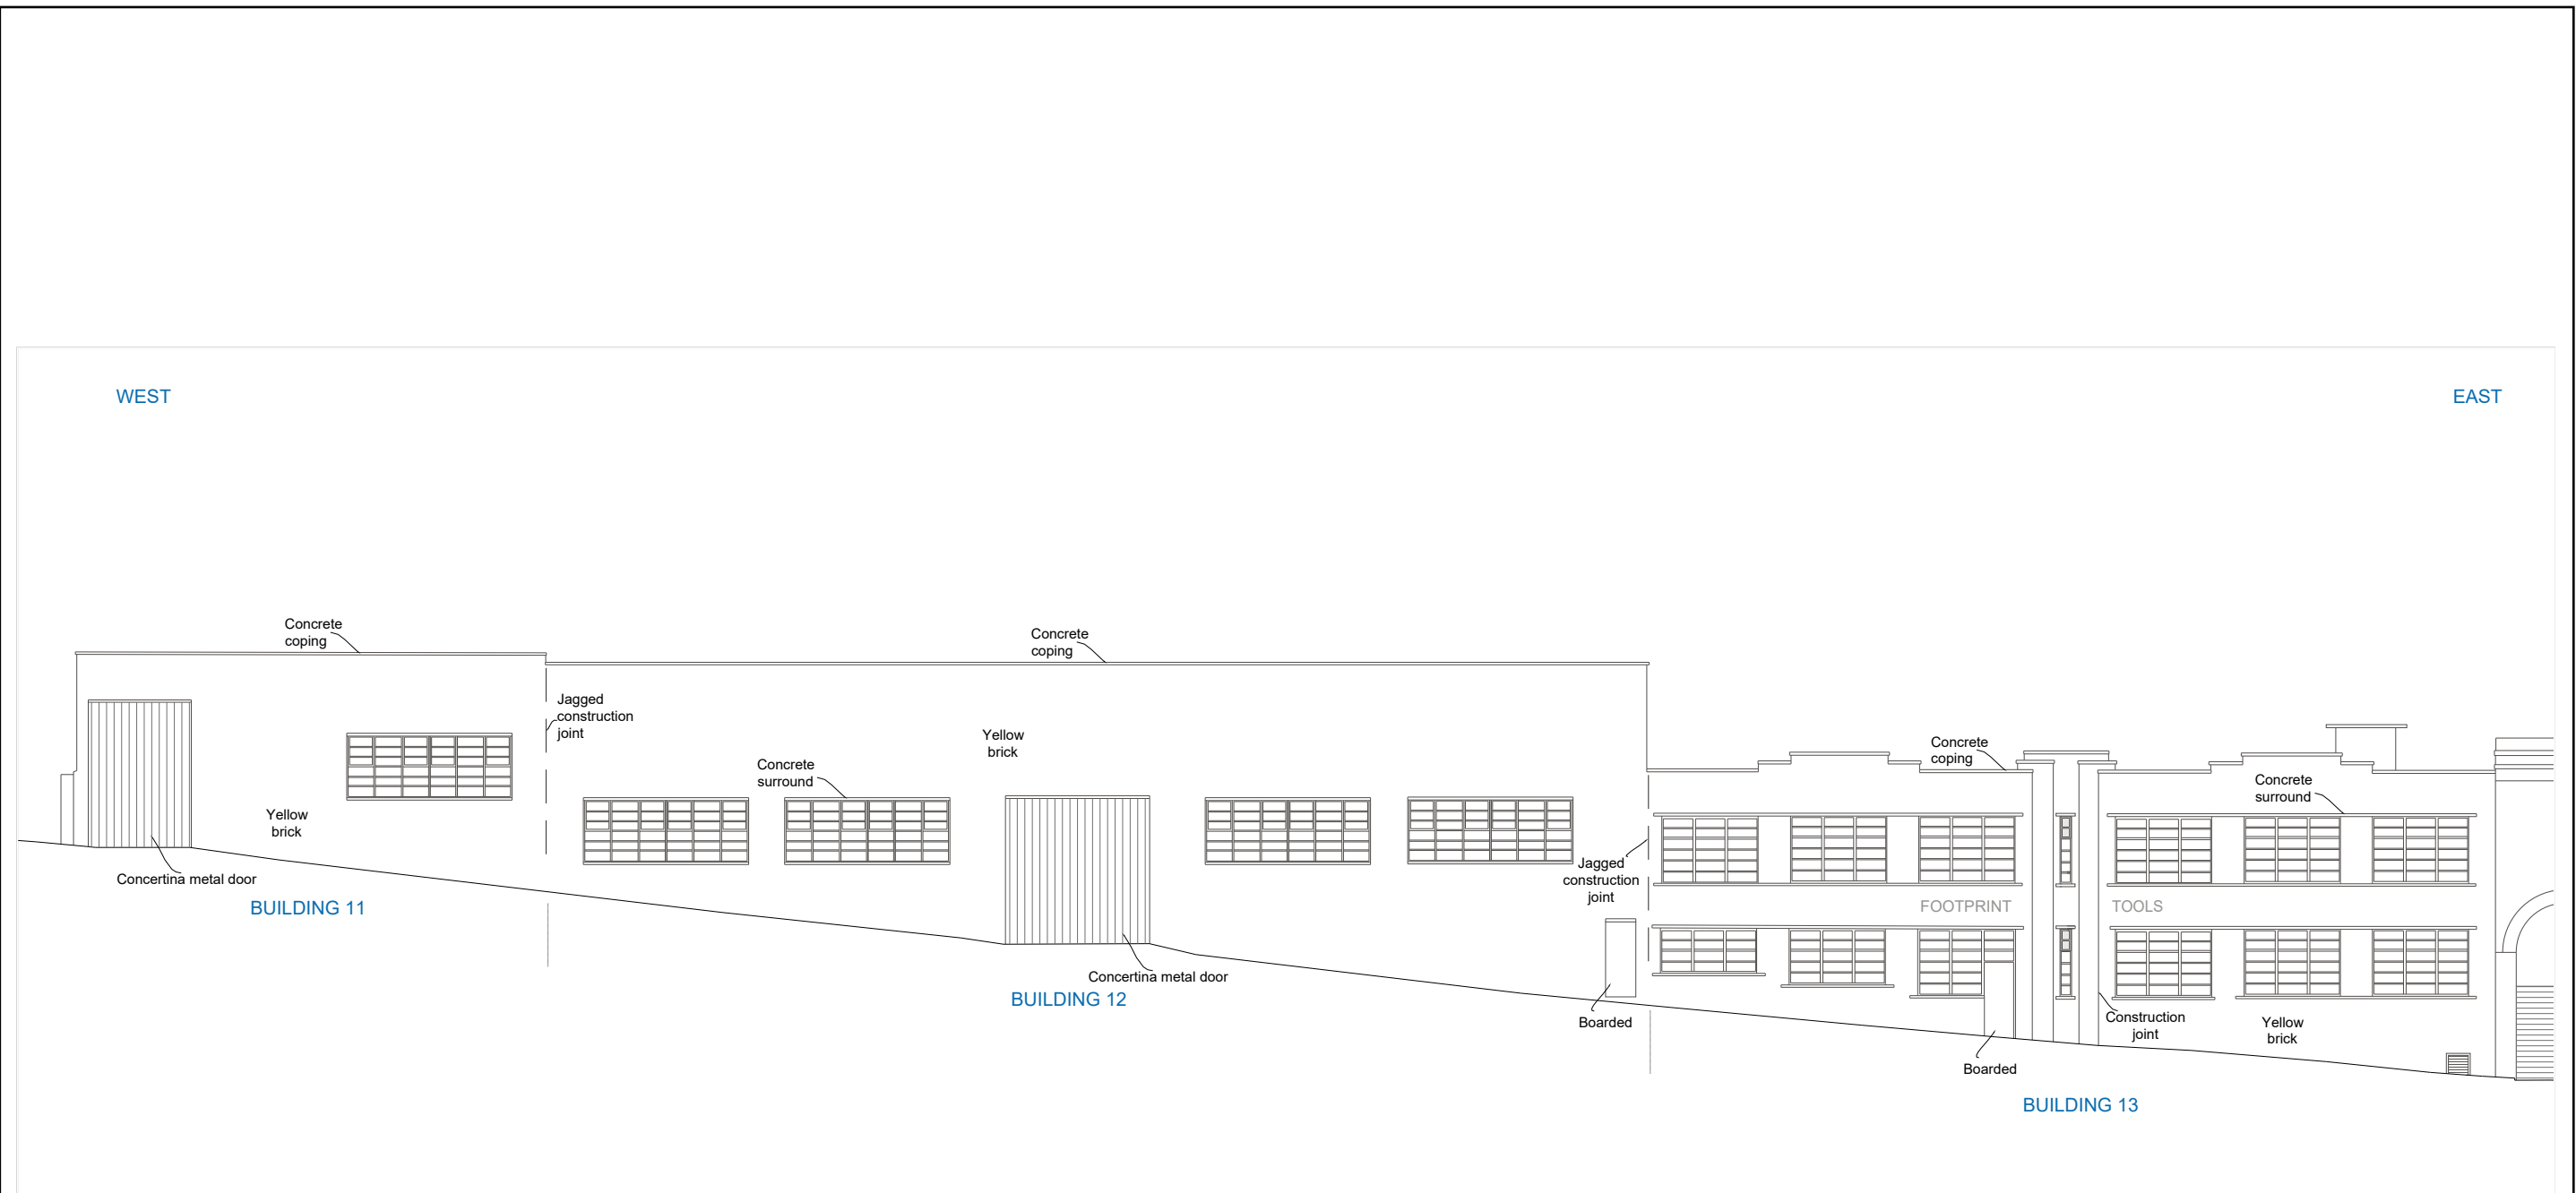 WEST
EAST
Concrete
coping
Concrete
coping
Jagged
construction
joint
Yellow
brick
Concrete
surround
Concrete
coping
Concrete
surround
Yellow
brick
Jagged
construction
joint
Concertina metal door
BUILDING 11
FOOTPRINT
TOOLS
Concertina metal door
BUILDING 12
Boarded
Construction
joint
Yellow
brick
Boarded
BUILDING 13